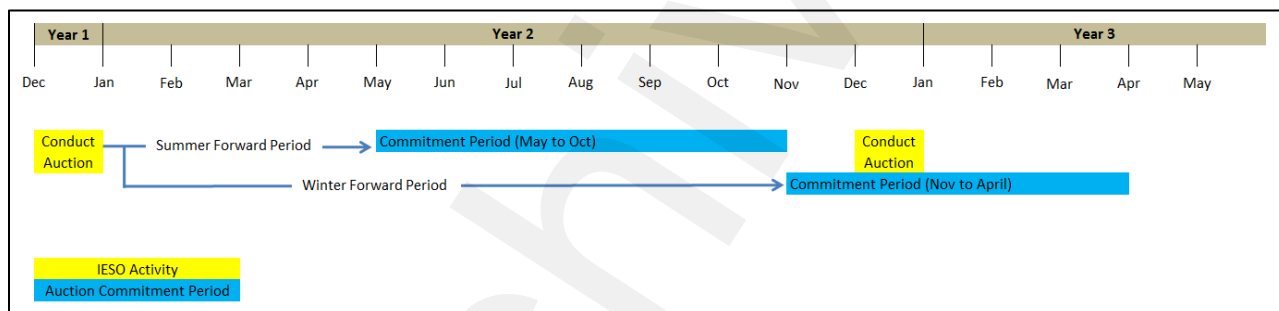 Year 1 Year 2 Year 3
Dec Jan Feb Mar Apr May Jun Jul Aug Sep Oct Nov Dec Jan Feb Mar Apr May
Conduct
Auction
Summer Forward Period
Commitment Period (May to Oct)
Conduct
Auction
Winter Forward Period
Commitment Period (Nov to April)
IESO Activity
Auction Commitment Period